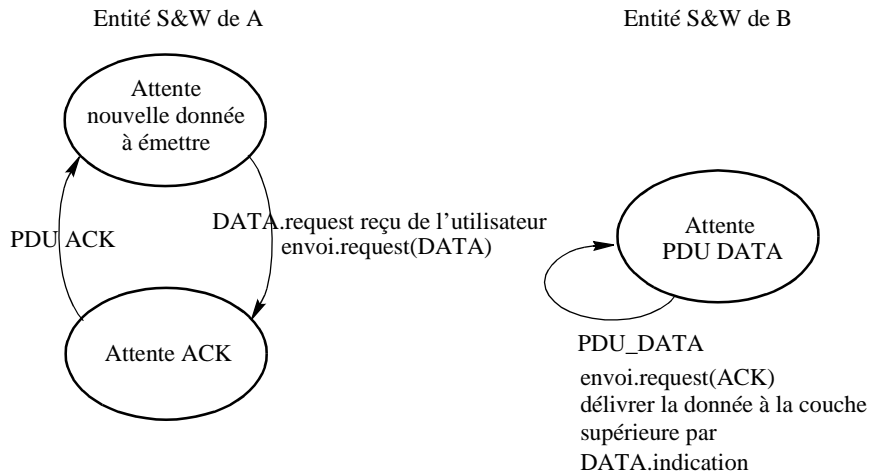 Entité S&W de A
Entité S&W de B
Attente
nouvelle donnée
à émettre
PDU ACK
DATA.request reçu de l'utilisateur
envoi.request(DATA)
Attente ACK
Attente
PDU DATA
PDU_DATA
envoi.request(ACK)
délivrer la donnée à la couche
supérieure par
DATA.indication